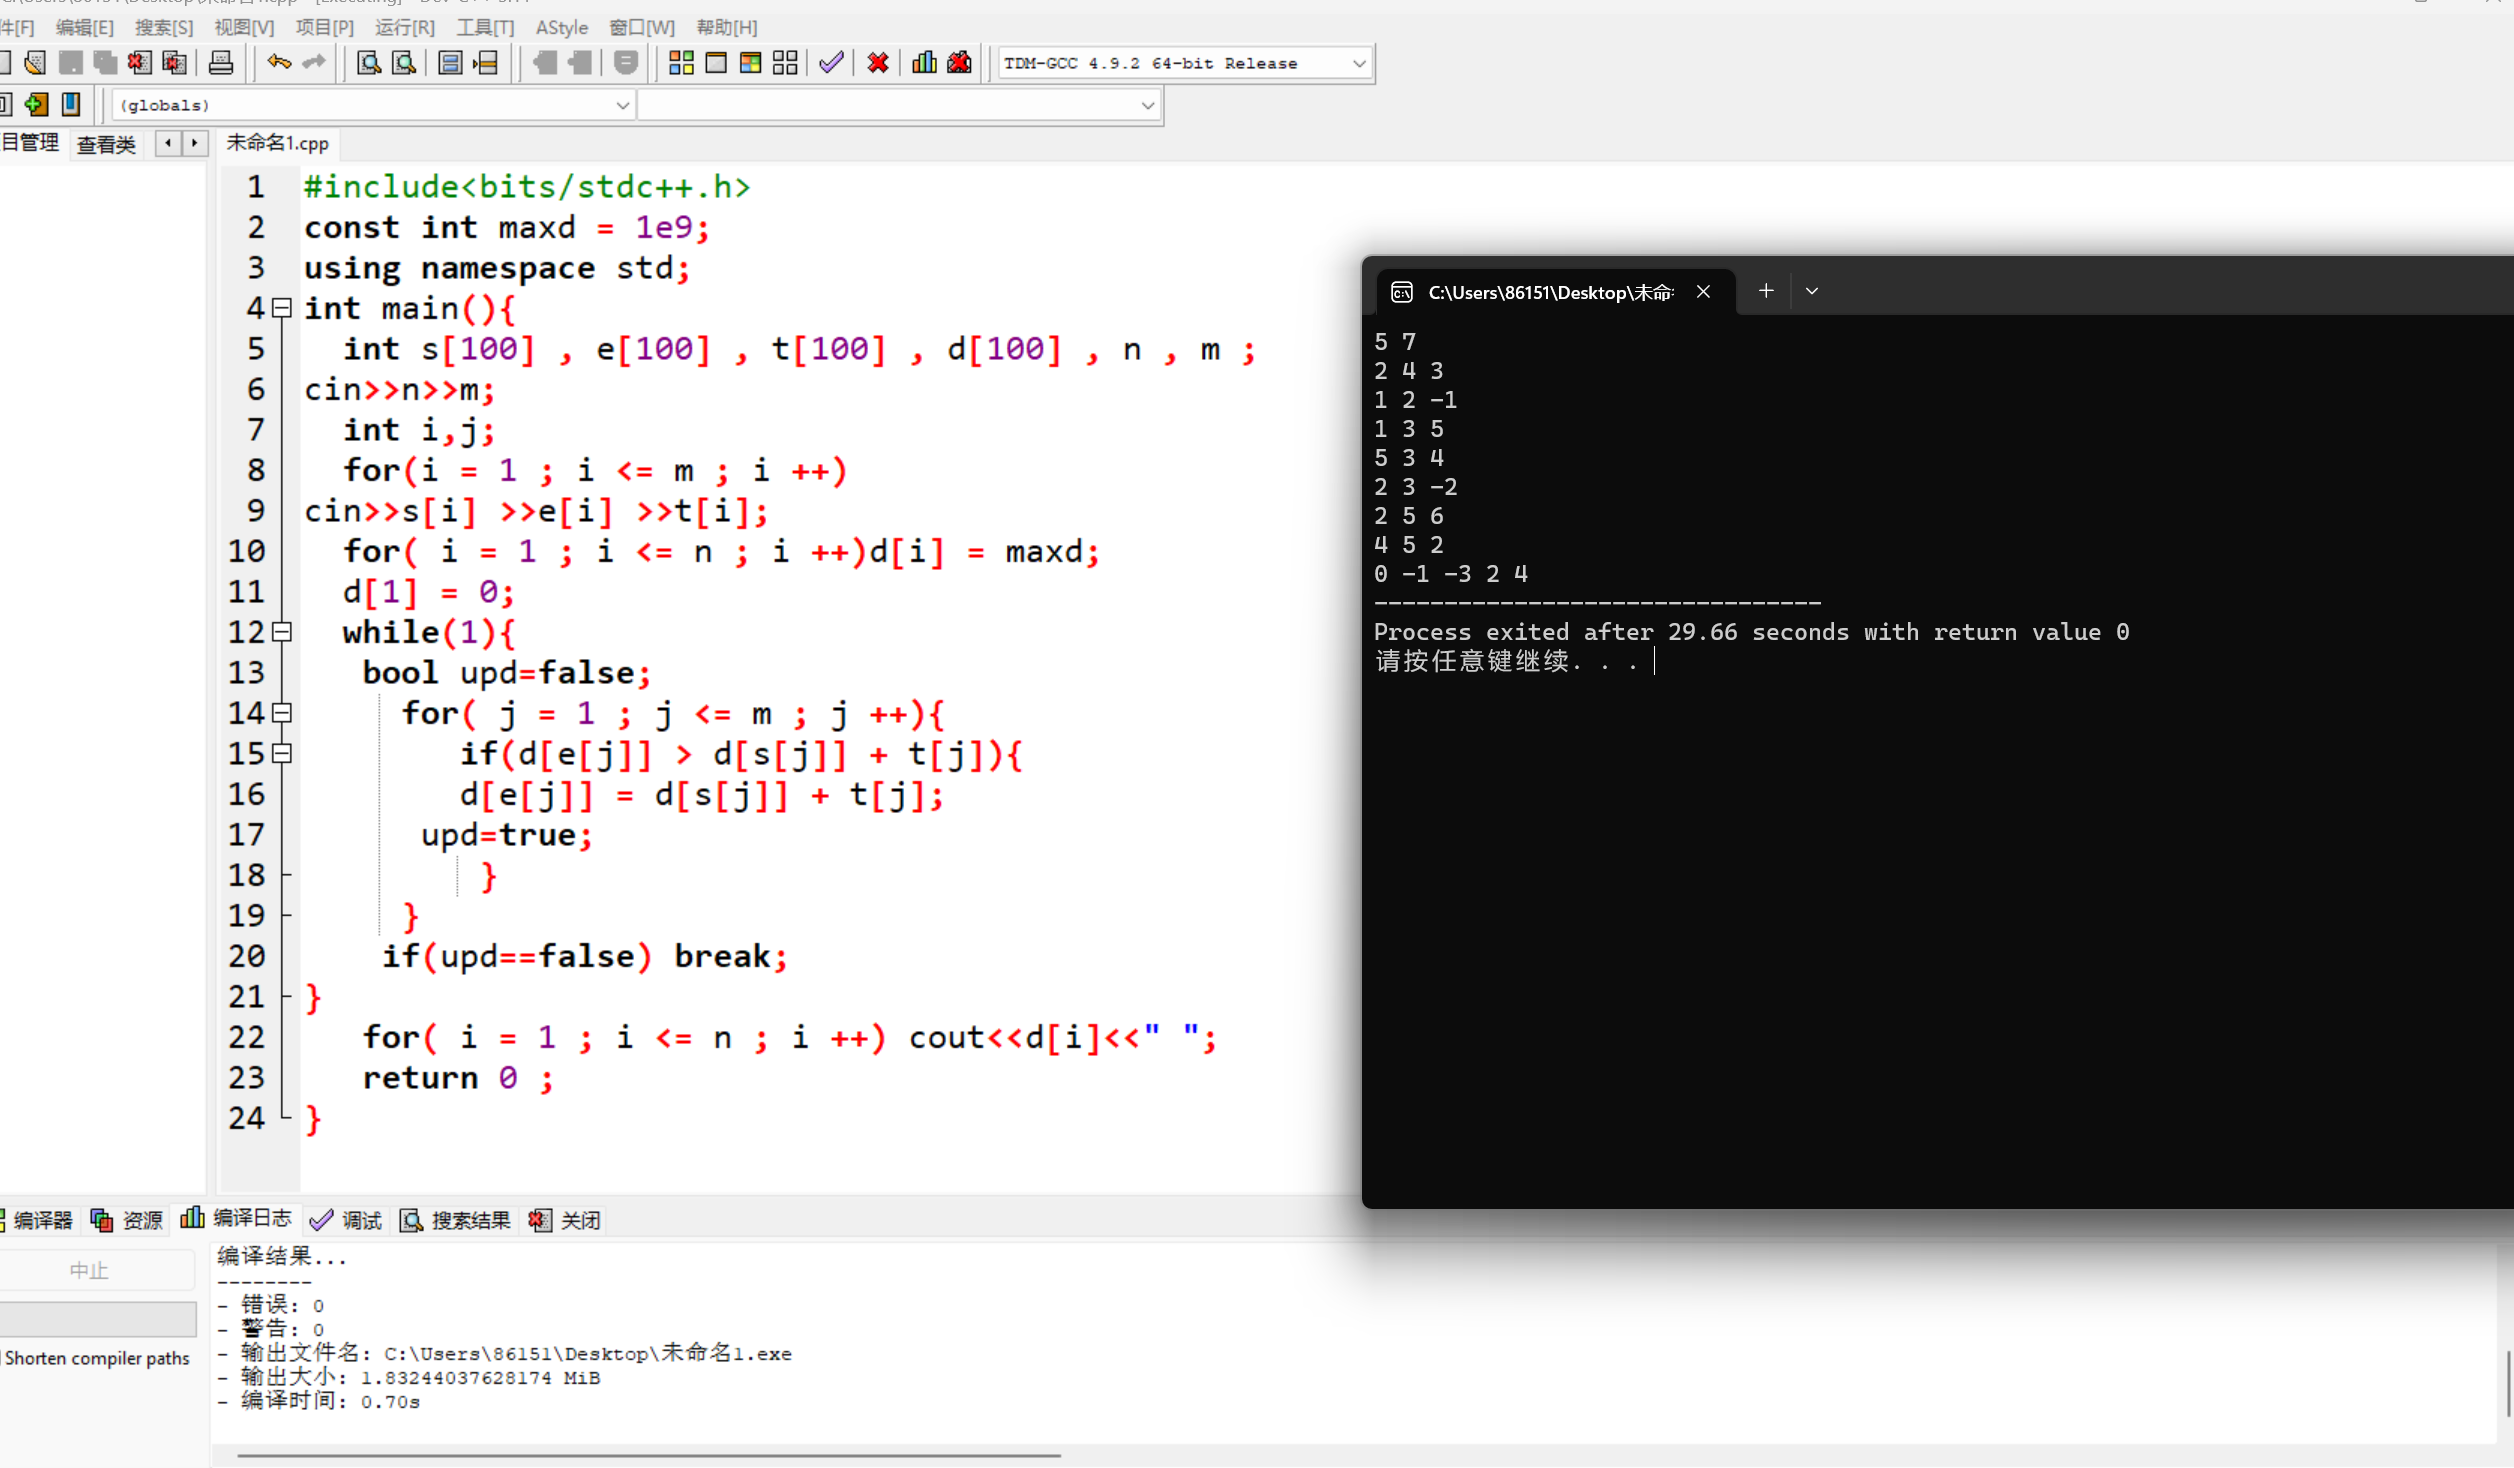 件[F] 编辑[E] 搜索[S] 视图[V] 项目[P] 运行[R] 工具[T] AStyle 窗口[W] 帮助[H]
TDM-GCC 4.9.2 64-bit Release
(globals)
目管理 查看类 未命名1.cpp
1 #include<bits/stdc++.h>
2 const int maxd = 1e9;
3 using namespace std;
4 int main(){
5 int s[100] , e[100] , t[100] , d[100] , n , m ;
6 cin>>n>>m;
7 int i,j;
8 for(i = 1 ; i <= m ; i ++)
9 cin>>s[i] >>e[i] >>t[i];
10 for( i = 1 ; i <= n ; i ++)d[i] = maxd;
11 d[1] = 0;
12 while(1){
13 bool upd=false;
14 for( j = 1 ; j <= m ; j ++){
15 if(d[e[j]] > d[s[j]] + t[j]){
16 d[e[j]] = d[s[j]] + t[j];
17 upd=true;
18 }
19 }
20 if(upd==false) break;
21 }
22 for( i = 1 ; i <= n ; i ++) cout<<d[i]<<" ";
23 return 0 ;
24 }
C:\Users\86151\Desktop\未命
5 7
2 4 3
1 2 -1
1 3 5
5 3 4
2 3 -2
2 5 6
4 5 2
0 -1 -3 2 4
--------------------------------
Process exited after 29.66 seconds with return value 0
请按任意键继续. . .
编译器 资源 编译日志 调试 搜索结果 关闭
中止
Shorten compiler paths
编译结果...
--------
- 错误: 0
- 警告: 0
- 输出文件名: C:\Users\86151\Desktop\未命名1.exe
- 输出大小: 1.83244037628174 MiB
- 编译时间: 0.70s